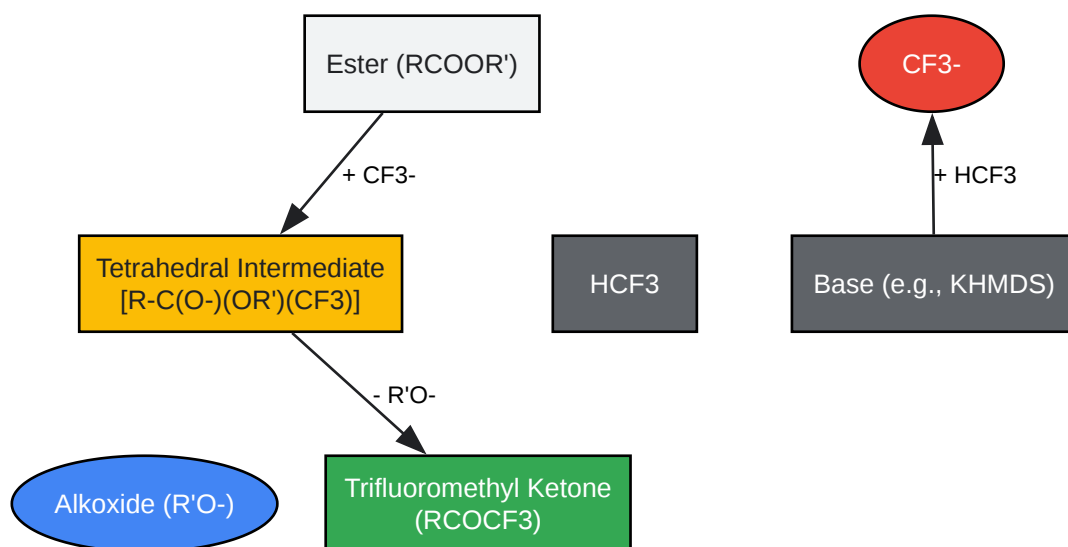 Ester (RCOOR')
CF3-
+ CF3-
+ HCF3
Tetrahedral Intermediate
[R-C(O-)(OR')(CF3)]
HCF3
Base (e.g., KHMDS)
- R'O-
Alkoxide (R'O-)
Trifluoromethyl Ketone
(RCOCF3)